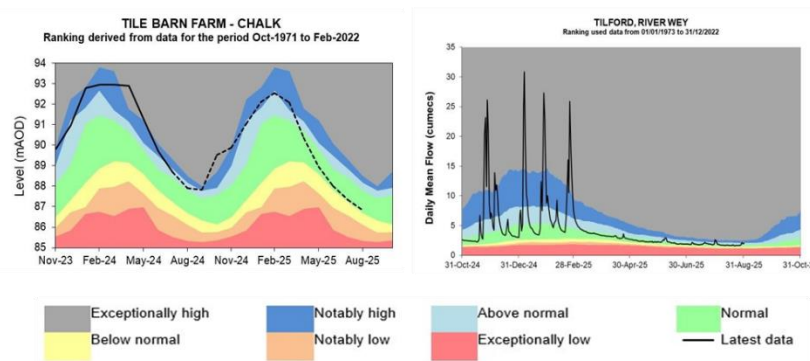 TILE BARN FARM - CHALK
Ranking derived from data for the period Oct-1971 to Feb-2022
Level (mAOD)
94
93
92
91
90
89
88
87
86
85
Nov-23 Feb-24 May-24 Aug-24 Nov-24 Feb-25 May-25 Aug-25
TILFORD, RIVER WEY
Ranking used data from 01/01/1973 to 31/12/2022
Daily Mean Flow (cumecs)
35
30
25
20
15
10
5
0
31-Oct-24 31-Dec-24 28-Feb-25 30-Apr-25 30-Jun-25 31-Aug-25 31-Oct-
Exceptionally high Notably high Above normal Normal
Below normal Notably low Exceptionally low Latest data